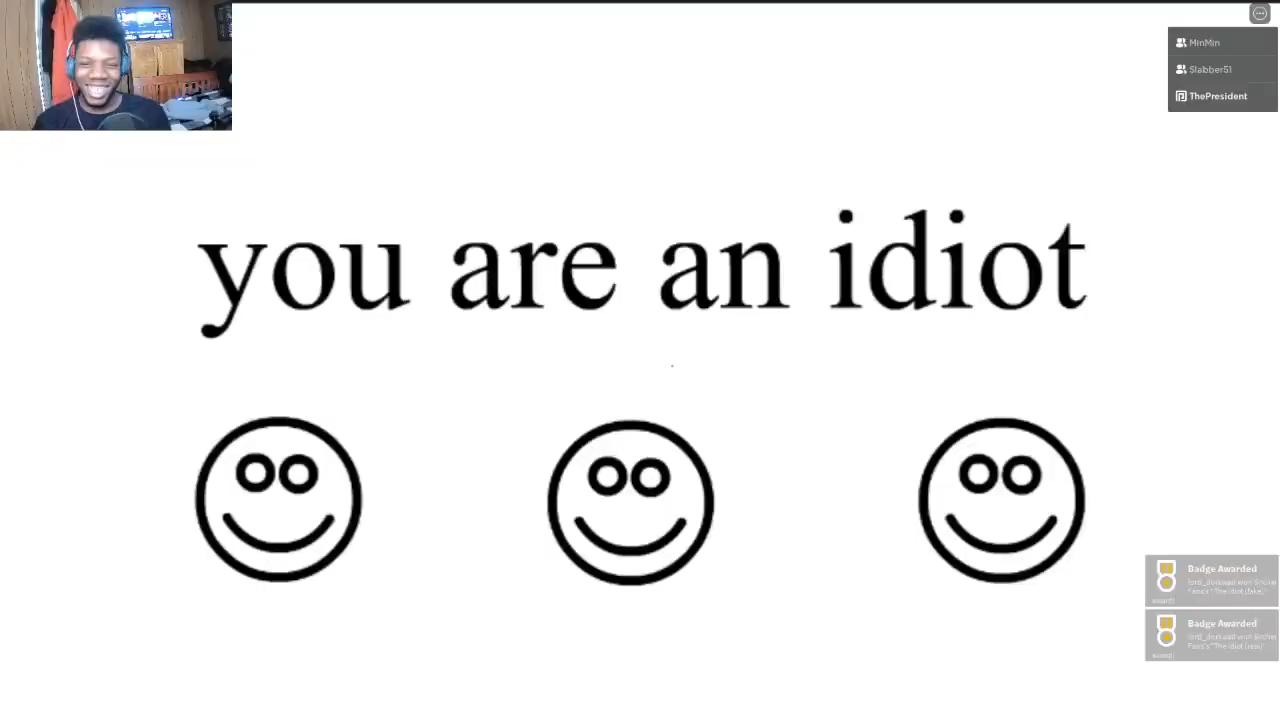 MinMin
Slabber51
ThePresident
you are an idiot
Badge Awarded
Badge Awarded